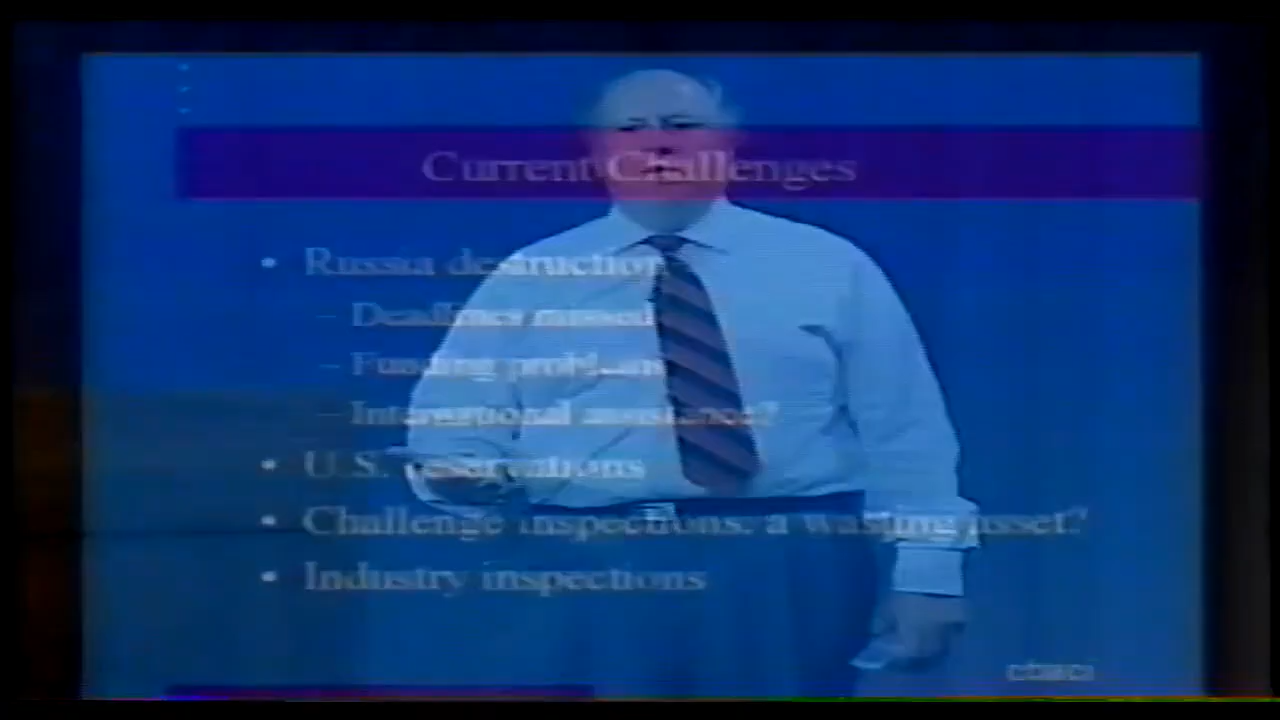 Current Challenges
• Russia destruction
– Deadlines missed
– Funding problems
– International assistance?
• U.S. reservations
• Challenge inspections: a wasting asset?
• Industry inspections